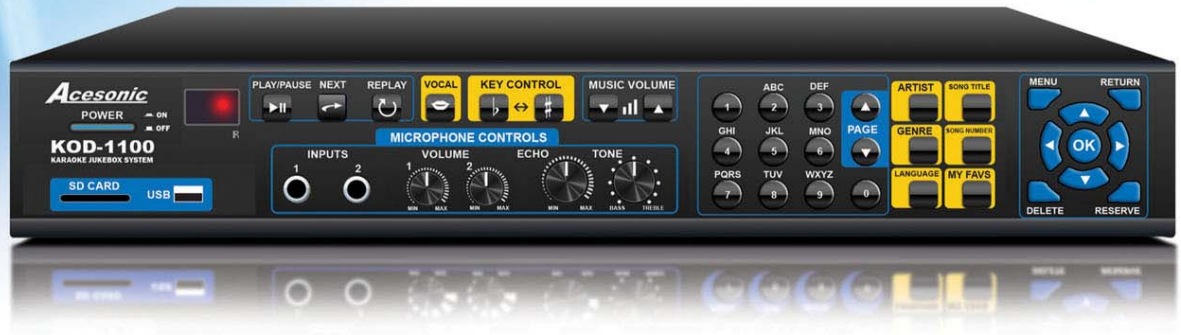 Acesonic
POWER
ON
OFF
KOD-1100
KARAOKE JUKEBOX SYSTEM
SD CARD
USB
IR
PLAY/PAUSE NEXT REPLAY
VOCAL
KEY CONTROL
♭ ↔ ♯
MUSIC VOLUME
MICROPHONE CONTROLS
INPUTS
1 2
VOLUME
1 2
MIN MAX MIN MAX
ECHO
MIN MAX
TONE
BASS TREBLE
ABC DEF
1 2 3
GHI JKL MNO
4 5 6
PQRS TUV WXYZ
7 8 9 0
PAGE
ARTIST SONG TITLE
GENRE SONG NUMBER
LANGUAGE MY FAVS
MENU RETURN
OK
DELETE RESERVE